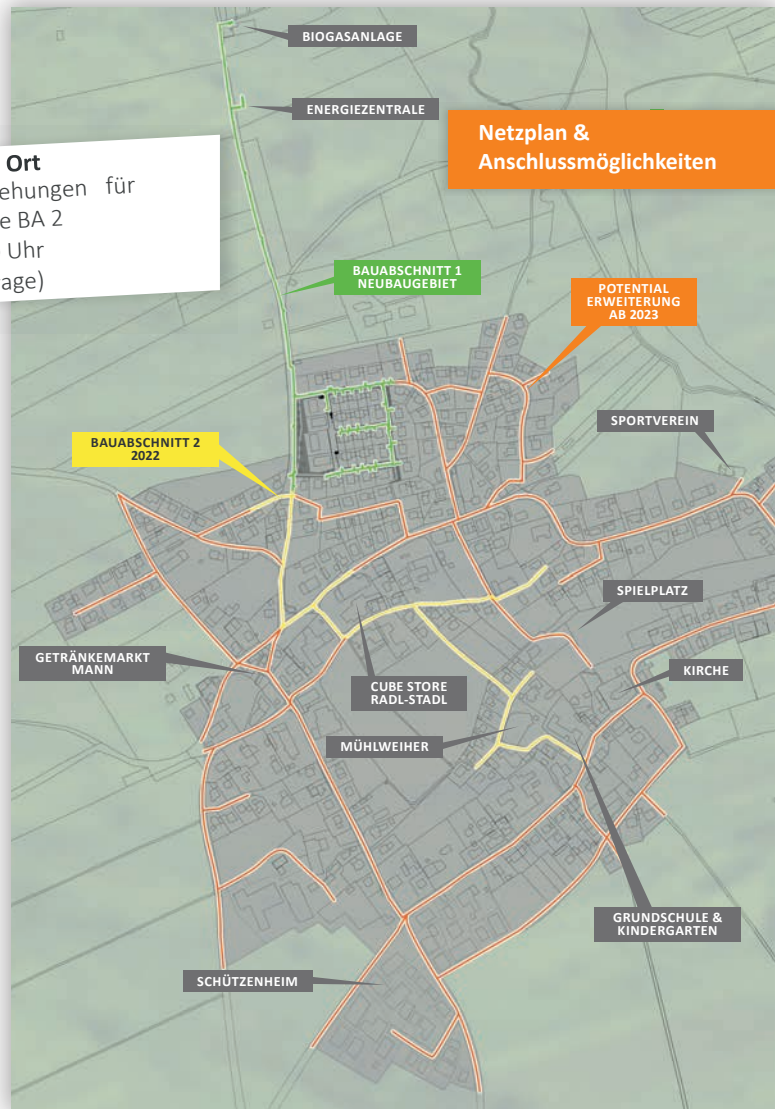 BIOGASANLAGE
ENERGIEZENTRALE
Netzplan &
Anschlussmöglichkeiten
Ort
ehungen für
e BA 2
Uhr
age)
BAUABSCHNITT 1
NEUBAUGEBIET
POTENTIAL
ERWEITERUNG
AB 2023
SPORTVEREIN
BAUABSCHNITT 2
2022
SPIELPLATZ
GETRÄNKEMARKT
MANN
KIRCHE
CUBE STORE
RADL-STADL
MÜHLWEIHER
GRUNDSCHULE &
KINDERGARTEN
SCHÜTZENHEIM